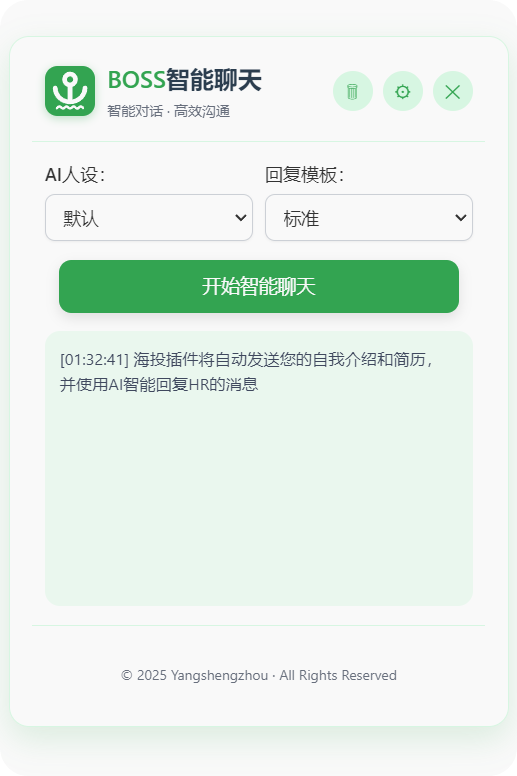 BOSS智能聊天
智能对话 · 高效沟通
AI人设：
回复模板：
默认
标准
开始智能聊天
[01:32:41] 海投插件将自动发送您的自我介绍和简历，
并使用AI智能回复HR的消息
© 2025 Yangshengzhou · All Rights Reserved